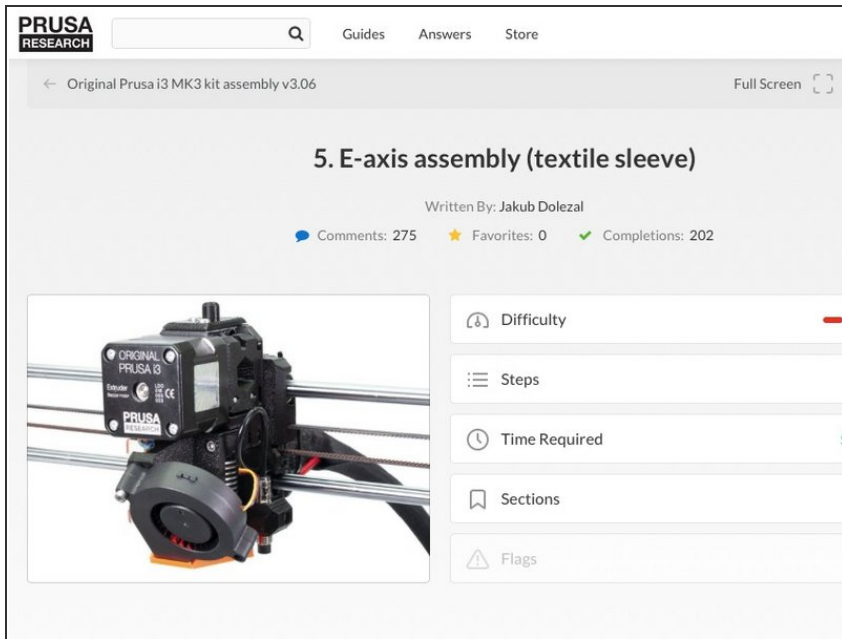 PRUSA
RESEARCH
Guides
Answers
Store
← Original Prusa i3 MK3 kit assembly v3.06
Full Screen
5. E-axis assembly (textile sleeve)
Written By: Jakub Dolezal
Comments: 275
Favorites: 0
Completions: 202
ORIGINAL
PRUSA i3
Extruder
CE
PRUSA
RESEARCH
Difficulty
Steps
Time Required
Sections
Flags